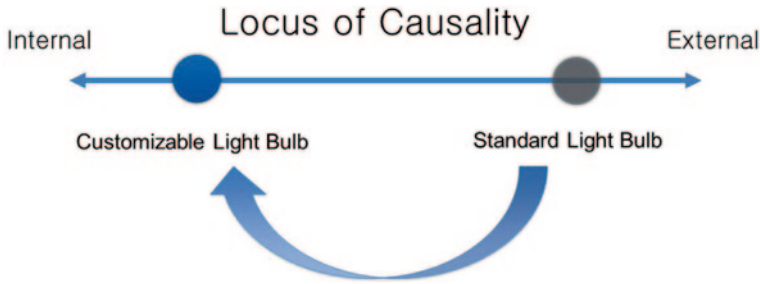 Locus of Causality
Internal
External
Customizable Light Bulb
Standard Light Bulb